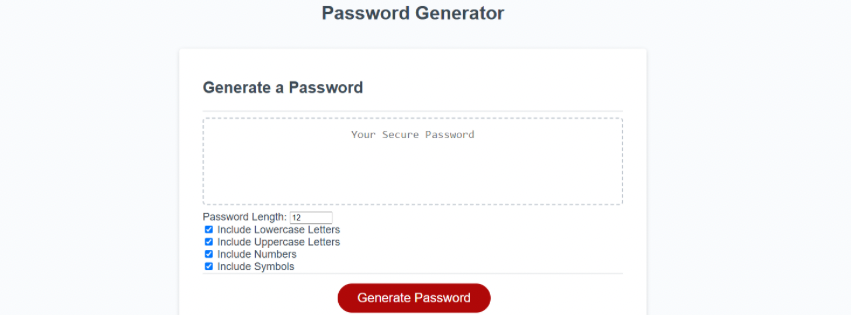 Password Generator
Generate a Password
Your Secure Password
Password Length: 12
Include Lowercase Letters
Include Uppercase Letters
Include Numbers
Include Symbols
Generate Password